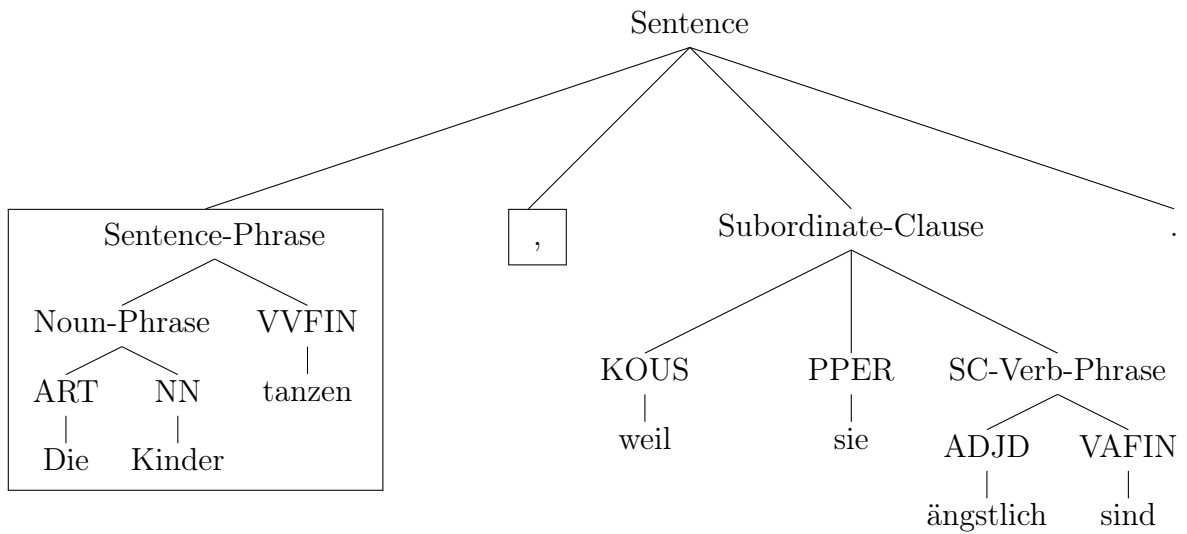 Sentence
Sentence-Phrase , Subordinate-Clause .
Noun-Phrase VVFIN
ART NN tanzen
Die Kinder
KOUS PPER SC-Verb-Phrase
weil sie ADJD VAFIN
ängstlich sind